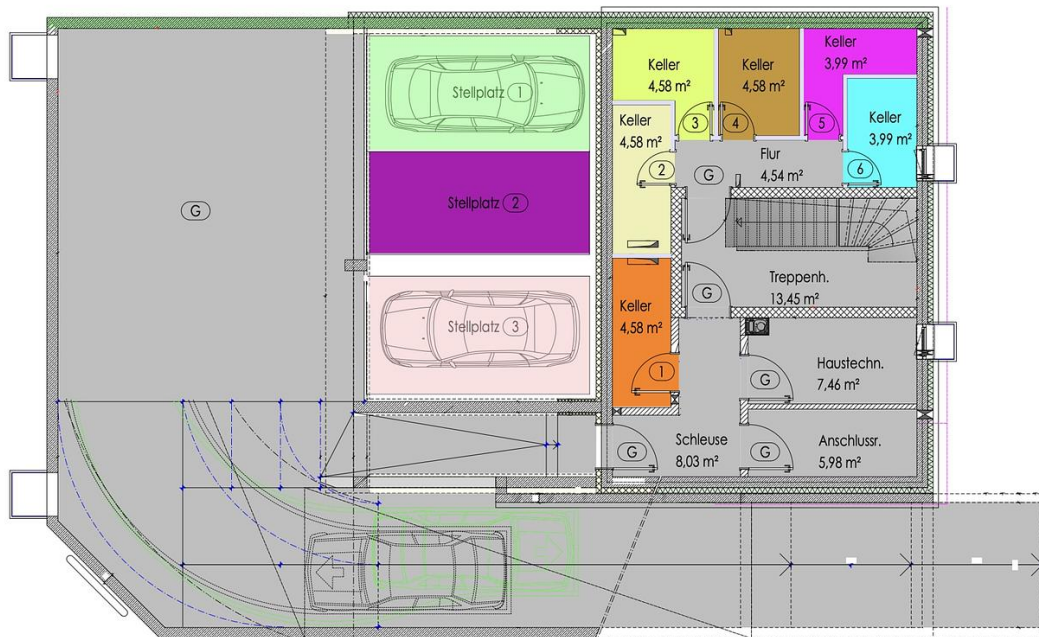 Keller
3,99 m²
Keller
4,58 m²
Keller
4,58 m²
Stellplatz 1
Keller
4,58 m²
Keller
3,99 m²
3
4
5
Flur
4,54 m²
2
G
6
Stellplatz 2
G
Treppenh.
13,45 m²
G
Keller
4,58 m²
Stellplatz 3
Haustechn.
7,46 m²
1
G
Schleuse
8,03 m²
G
G
Anschlussr.
5,98 m²